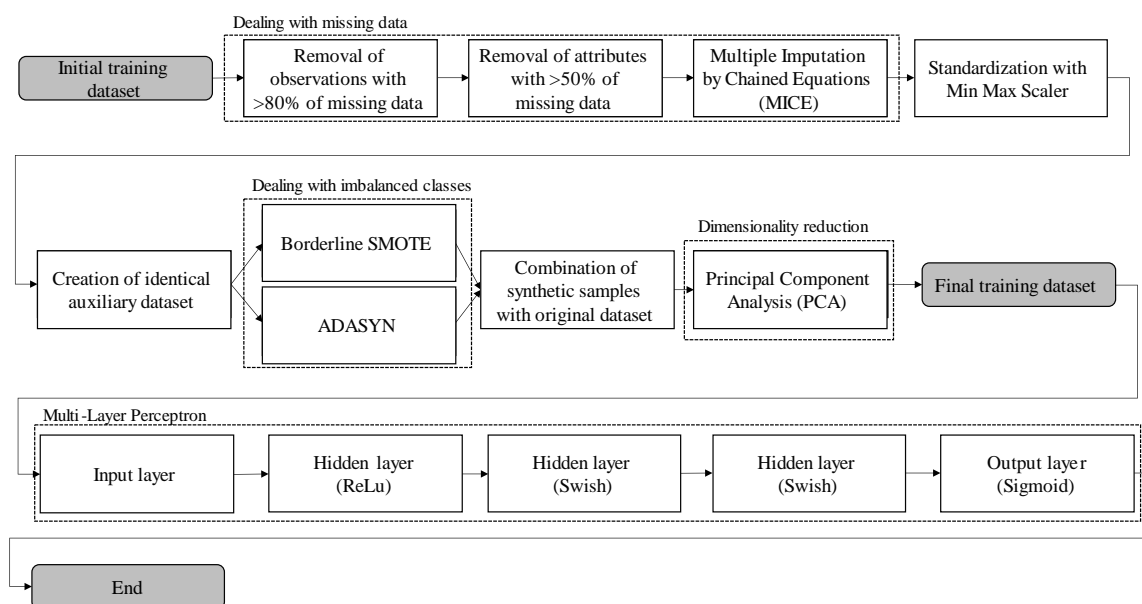 Dealing with missing data
Initial training
dataset
Removal of
observations with
>80% of missing data
Removal of attributes
with >50% of
missing data
Multiple Imputation
by Chained Equations
(MICE)
Standardization with
Min Max Scaler
Dealing with imbalanced classes
Creation of identical
auxiliary dataset
Borderline SMOTE
ADASYN
Combination of
synthetic samples
with original dataset
Dimensionality reduction
Principal Component
Analysis (PCA)
Final training dataset
Multi-Layer Perceptron
Input layer
Hidden layer
(ReLu)
Hidden layer
(Swish)
Hidden layer
(Swish)
Output layer
(Sigmoid)
End